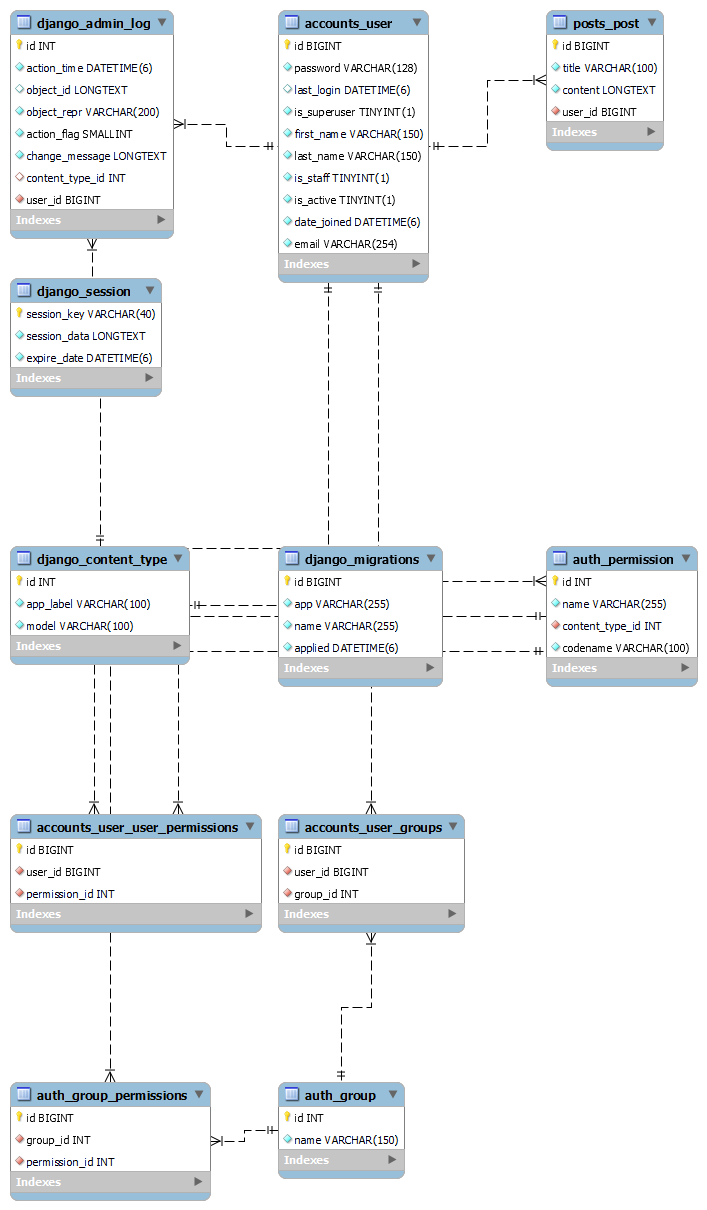 django_admin_log
id INT
action_time DATETIME(6)
object_id LONGTEXT
object_repr VARCHAR(200)
action_flag SMALLINT
change_message LONGTEXT
content_type_id INT
user_id BIGINT
Indexes
accounts_user
id BIGINT
password VARCHAR(128)
last_login DATETIME(6)
is_superuser TINYINT(1)
first_name VARCHAR(150)
last_name VARCHAR(150)
is_staff TINYINT(1)
is_active TINYINT(1)
date_joined DATETIME(6)
email VARCHAR(254)
Indexes
posts_post
id BIGINT
title VARCHAR(100)
content LONGTEXT
user_id BIGINT
Indexes
django_session
session_key VARCHAR(40)
session_data LONGTEXT
expire_date DATETIME(6)
Indexes
django_content_type
id INT
app_label VARCHAR(100)
model VARCHAR(100)
Indexes
django_migrations
id BIGINT
app VARCHAR(255)
name VARCHAR(255)
applied DATETIME(6)
Indexes
auth_permission
id INT
name VARCHAR(255)
content_type_id INT
codename VARCHAR(100)
Indexes
accounts_user_user_permissions
id BIGINT
user_id BIGINT
permission_id INT
Indexes
accounts_user_groups
id BIGINT
user_id BIGINT
group_id INT
Indexes
auth_group_permissions
id BIGINT
group_id INT
permission_id INT
Indexes
auth_group
id INT
name VARCHAR(150)
Indexes